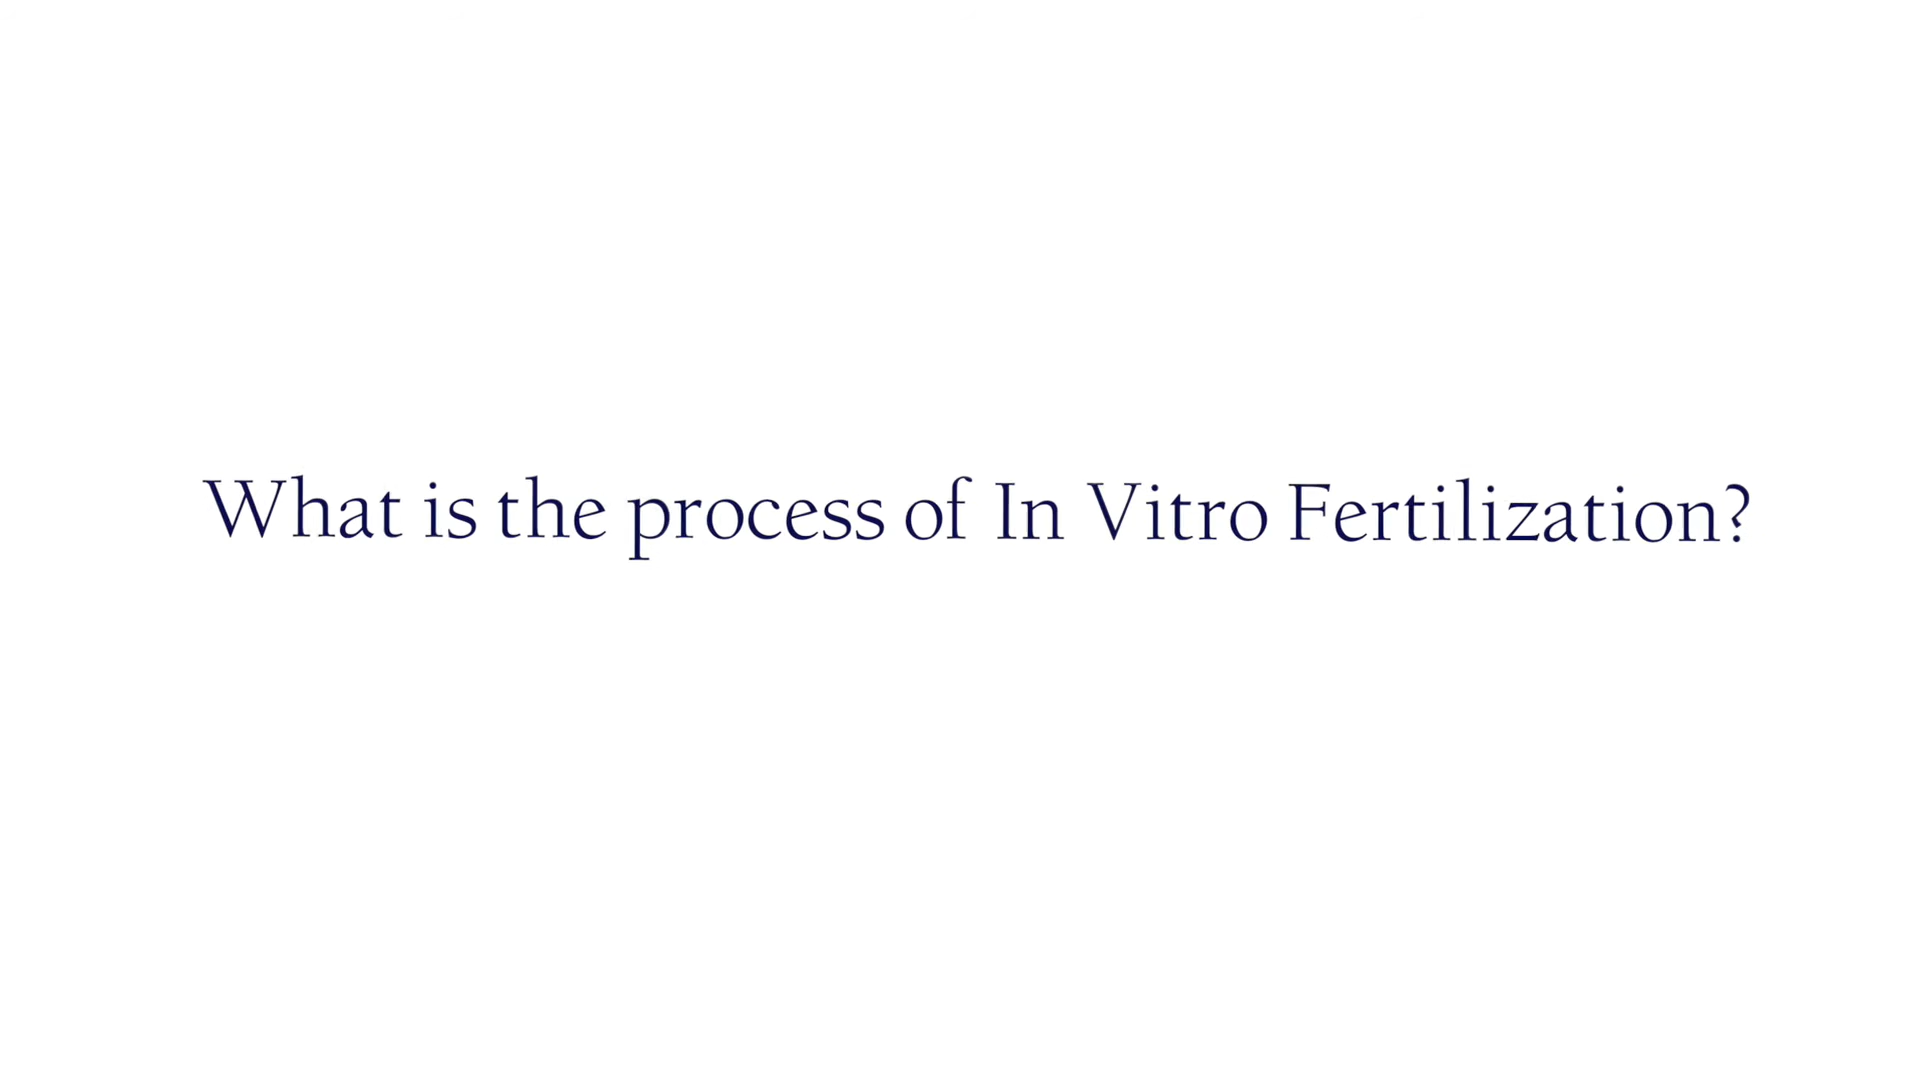 What is the process of In Vitro Fertilization?